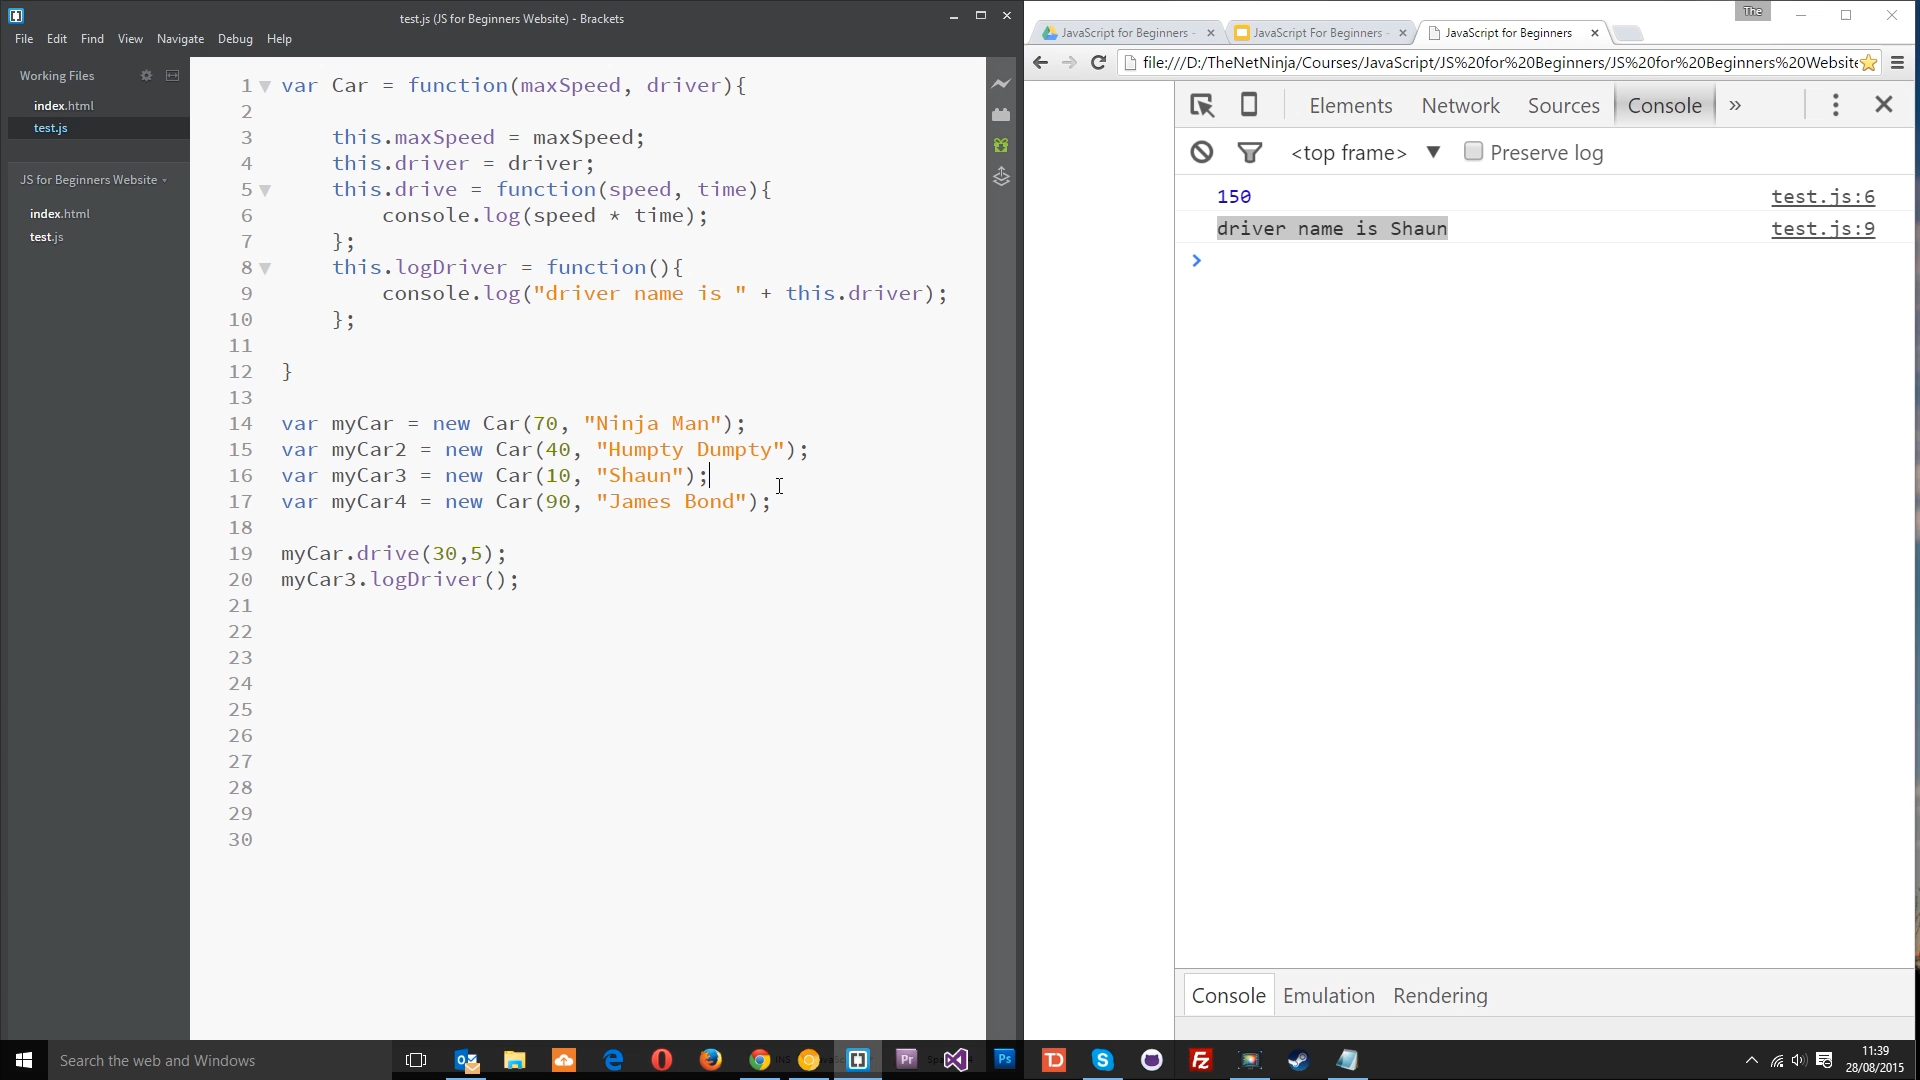 test.js (JS for Beginners Website) - Brackets
File Edit Find View Navigate Debug Help
Working Files
index.html
test.js
JS for Beginners Website
index.html
test.js
1 var Car = function(maxSpeed, driver){
2
3 this.maxSpeed = maxSpeed;
4 this.driver = driver;
5 this.drive = function(speed, time){
6 console.log(speed * time);
7 };
8 this.logDriver = function(){
9 console.log("driver name is " + this.driver);
10 };
11
12 }
13
14 var myCar = new Car(70, "Ninja Man");
15 var myCar2 = new Car(40, "Humpty Dumpty");
16 var myCar3 = new Car(10, "Shaun");
17 var myCar4 = new Car(90, "James Bond");
18
19 myCar.drive(30,5);
20 myCar3.logDriver();
21
22
23
24
25
26
27
28
29
30
The
JavaScript for Beginners - JavaScript For Beginners - JavaScript for Beginners
file:///D:/TheNetNinja/Courses/JavaScript/JS%20for%20Beginners/JS%20for%20Beginners%20Website
Elements Network Sources Console »
<top frame> Preserve log
150 test.js:6
driver name is Shaun test.js:9
Console Emulation Rendering
Search the web and Windows
Pr
Ps
TD
Fz
11:39
28/08/2015